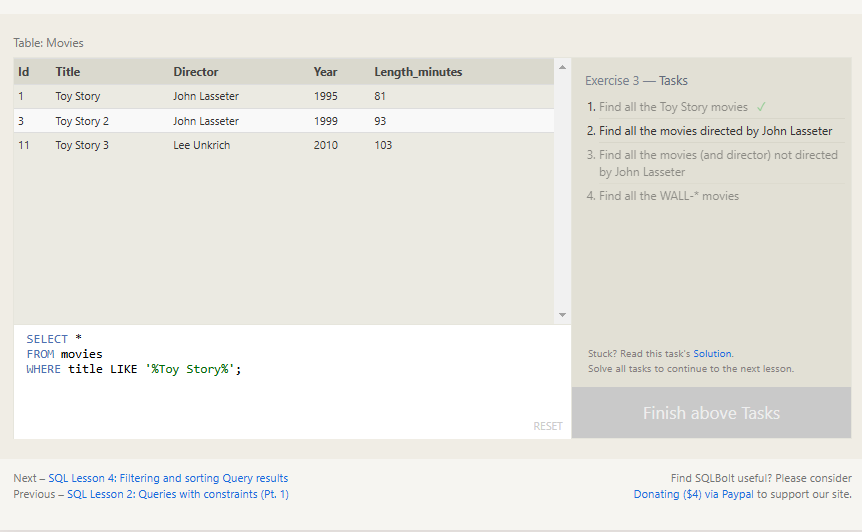 Table: Movies
Id Title Director Year Length_minutes
1 Toy Story John Lasseter 1995 81
3 Toy Story 2 John Lasseter 1999 93
11 Toy Story 3 Lee Unkrich 2010 103
SELECT *
FROM movies
WHERE title LIKE '%Toy Story%';
RESET
Exercise 3 — Tasks
1. Find all the Toy Story movies ✓
2. Find all the movies directed by John Lasseter
3. Find all the movies (and director) not directed
by John Lasseter
4. Find all the WALL-* movies
Stuck? Read this task's Solution.
Solve all tasks to continue to the next lesson.
Finish above Tasks
Next – SQL Lesson 4: Filtering and sorting Query results
Previous – SQL Lesson 2: Queries with constraints (Pt. 1)
Find SQLBolt useful? Please consider
Donating ($4) via Paypal to support our site.